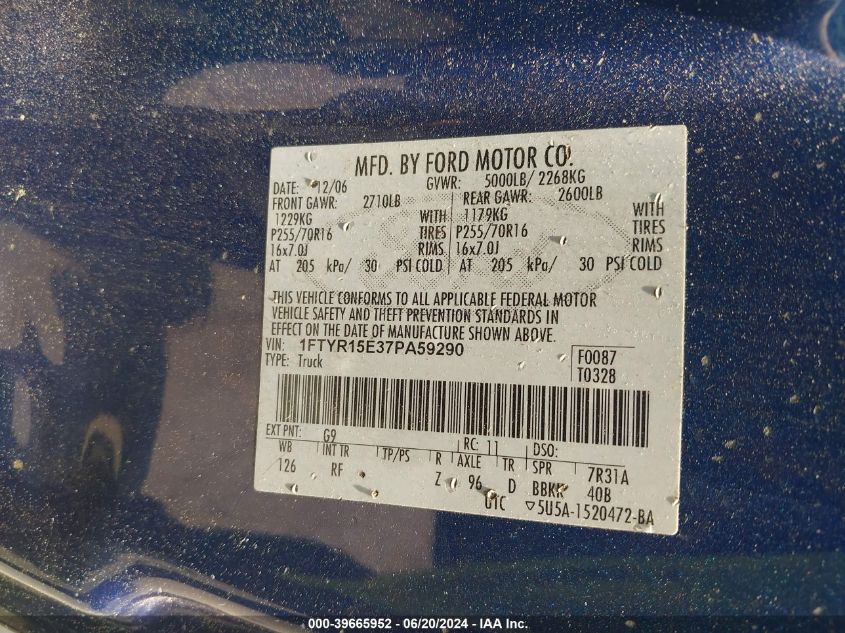 MFD. BY FORD MOTOR CO.
DATE: 12/06 GVWR: 5000LB/ 2268KG
FRONT GAWR: 2710LB REAR GAWR: 2600LB
1229KG WITH 1179KG WITH
P255/70R16 TIRES P255/70R16 TIRES
16x7.0J RIMS 16x7.0J RIMS
AT 205 kPa/ 30 PSI COLD AT 205 kPa/ 30 PSI COLD
THIS VEHICLE CONFORMS TO ALL APPLICABLE FEDERAL MOTOR
VEHICLE SAFETY AND THEFT PREVENTION STANDARDS IN
EFFECT ON THE DATE OF MANUFACTURE SHOWN ABOVE.
VIN: 1FTYR15E37PA59290 F0087
TYPE: Truck T0328
EXT PNT: G9 RC: 11 DSO:
WB INT TR TP/PS R AXLE TR SPR 7R31A
126 RF Z 96 D BBKK 40B
UTC ▽5U5A-1520472-BA
000-39665952 - 06/20/2024 - IAA Inc.